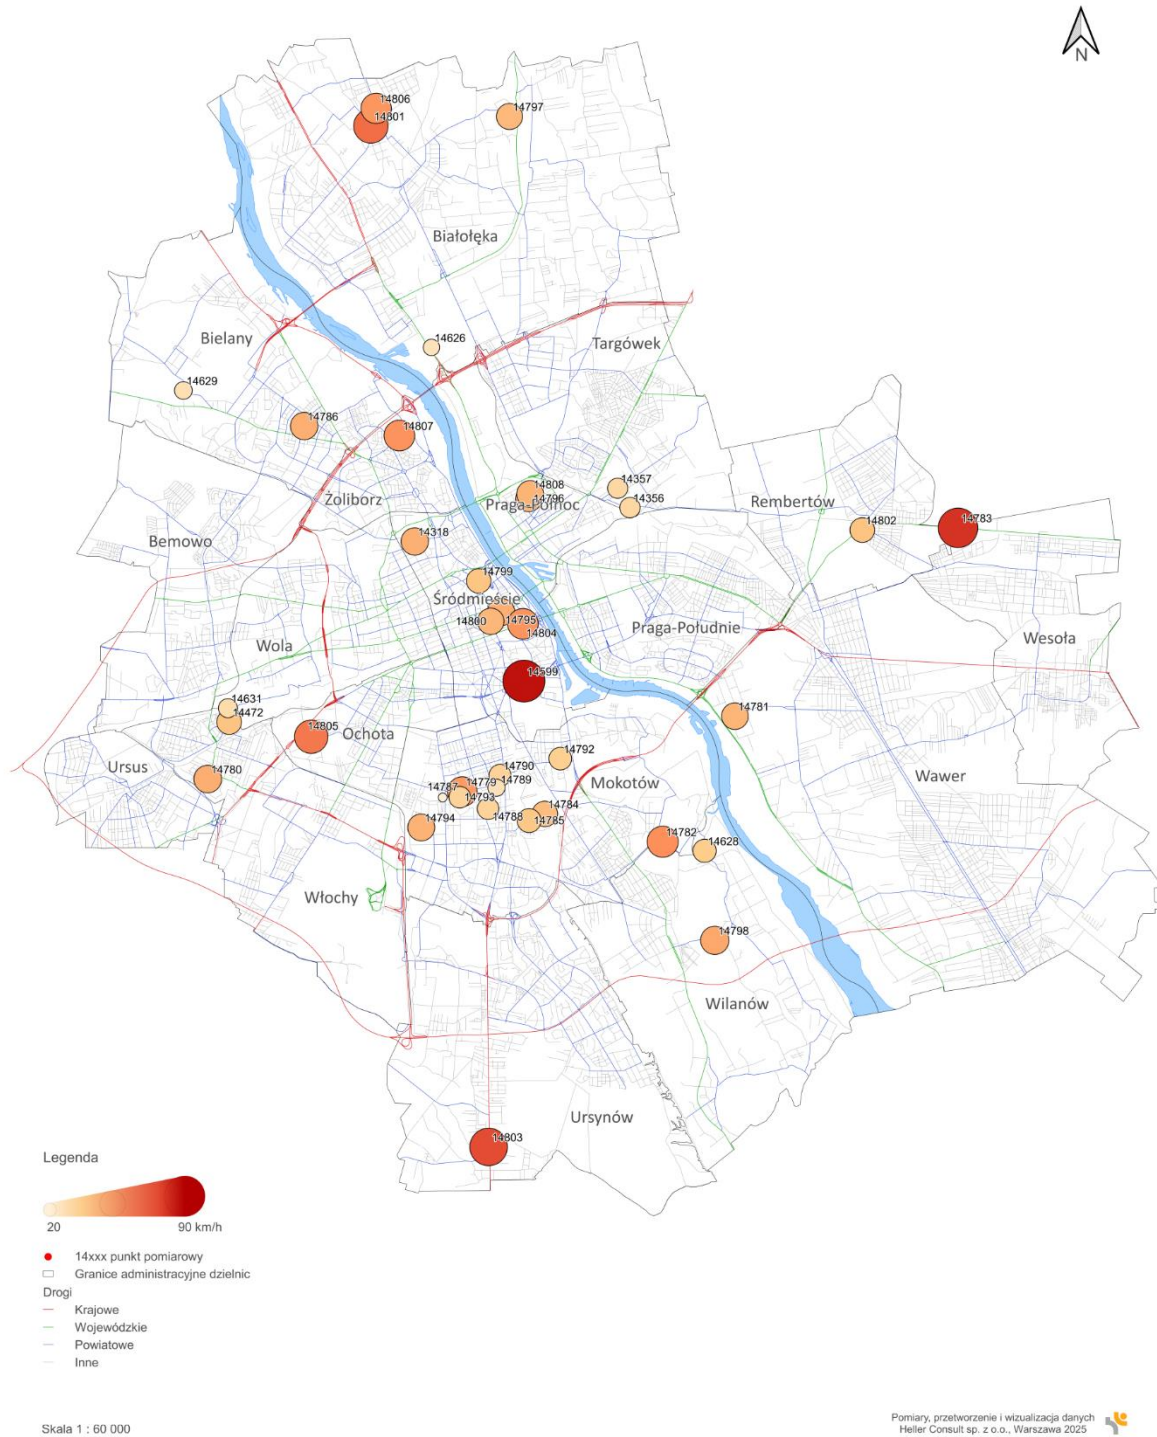 N
14806
14801
14797
Białołęka
Bielany
14626
Targówek
14629
14786
14807
14808
14796
Praga-Północ
14357
14356
Rembertów
14802
14783
Żoliborz
Bemowo
14318
14799
Śródmieście
14800
14795
14804
Praga-Południe
Wesoła
Wola
14599
14631
14472
14805
Ochota
14781
Ursus
14780
14792
14790
14789
Mokotów
Wawer
14787
14779
14793
14788
14784
14785
14794
14782
14628
Włochy
14798
Wilanów
Ursynów
14803
Legenda
20
90 km/h
14xxx punkt pomiarowy
Granice administracyjne dzielnic
Drogi
Krajowe
Wojewódzkie
Powiatowe
Inne
Skala 1 : 60 000
Pomiary, przetworzenie i wizualizacja danych
Heller Consult sp. z o.o., Warszawa 2025